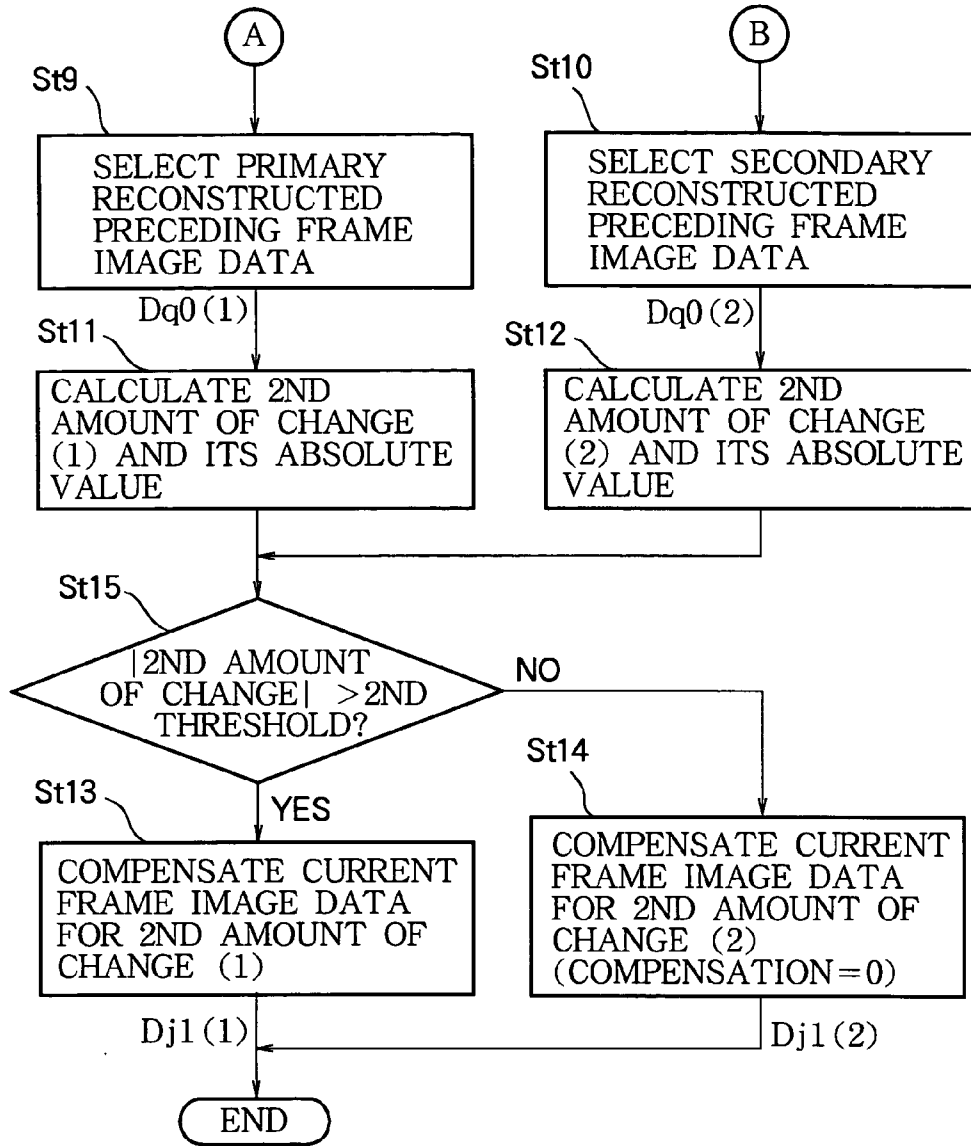 A
B
St9
St10
SELECT PRIMARY
RECONSTRUCTED
PRECEDING FRAME
IMAGE DATA
SELECT SECONDARY
RECONSTRUCTED
PRECEDING FRAME
IMAGE DATA
Dq0(1)
Dq0(2)
St11
St12
CALCULATE 2ND
AMOUNT OF CHANGE
(1) AND ITS ABSOLUTE
VALUE
CALCULATE 2ND
AMOUNT OF CHANGE
(2) AND ITS ABSOLUTE
VALUE
St15
|2ND AMOUNT
OF CHANGE| >2ND
THRESHOLD?
NO
YES
St13
St14
COMPENSATE CURRENT
FRAME IMAGE DATA
FOR 2ND AMOUNT OF
CHANGE (1)
COMPENSATE CURRENT
FRAME IMAGE DATA
FOR 2ND AMOUNT OF
CHANGE (2)
(COMPENSATION=0)
Dj1(1)
Dj1(2)
END